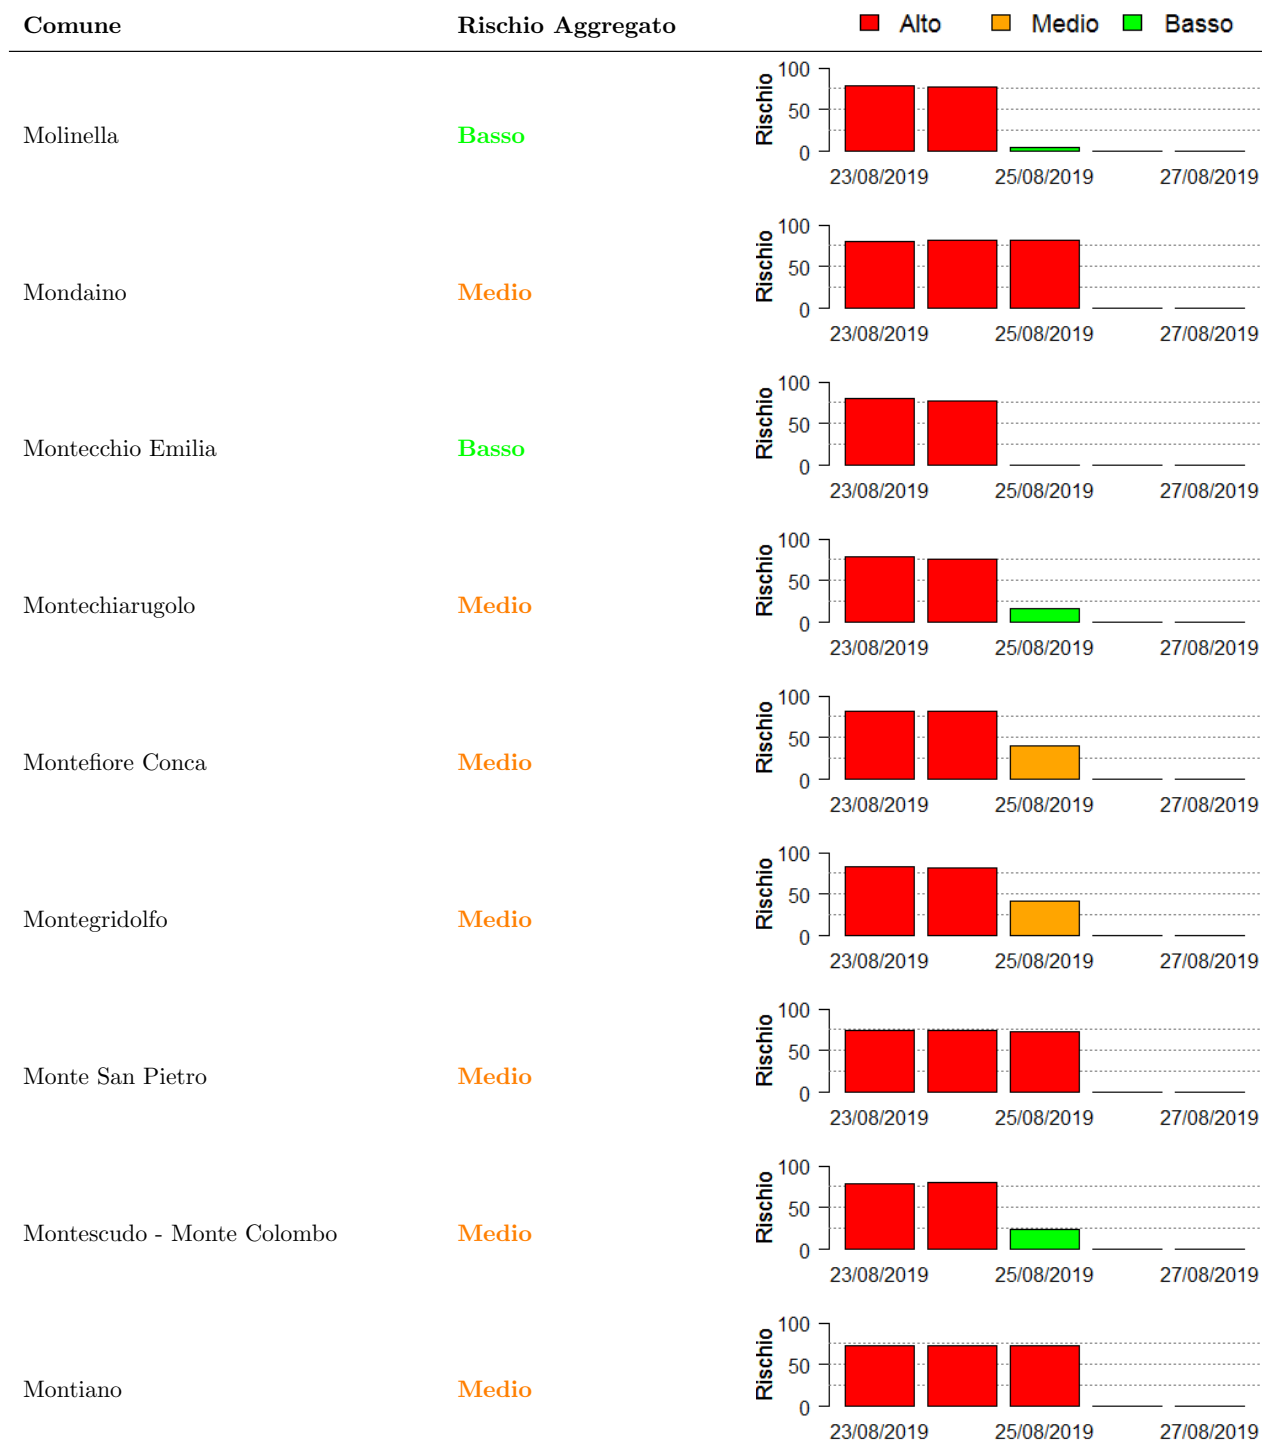 Comune Rischio Aggregato Alto Medio Basso
Molinella Basso Rischio 100 50 0
23/08/2019 25/08/2019 27/08/2019
Mondaino Medio Rischio 100 50 0
23/08/2019 25/08/2019 27/08/2019
Montecchio Emilia Basso Rischio 100 50 0
23/08/2019 25/08/2019 27/08/2019
Montechiarugolo Medio Rischio 100 50 0
23/08/2019 25/08/2019 27/08/2019
Montefiore Conca Medio Rischio 100 50 0
23/08/2019 25/08/2019 27/08/2019
Montegridolfo Medio Rischio 100 50 0
23/08/2019 25/08/2019 27/08/2019
Monte San Pietro Medio Rischio 100 50 0
23/08/2019 25/08/2019 27/08/2019
Montescudo - Monte Colombo Medio Rischio 100 50 0
23/08/2019 25/08/2019 27/08/2019
Montiano Medio Rischio 100 50 0
23/08/2019 25/08/2019 27/08/2019